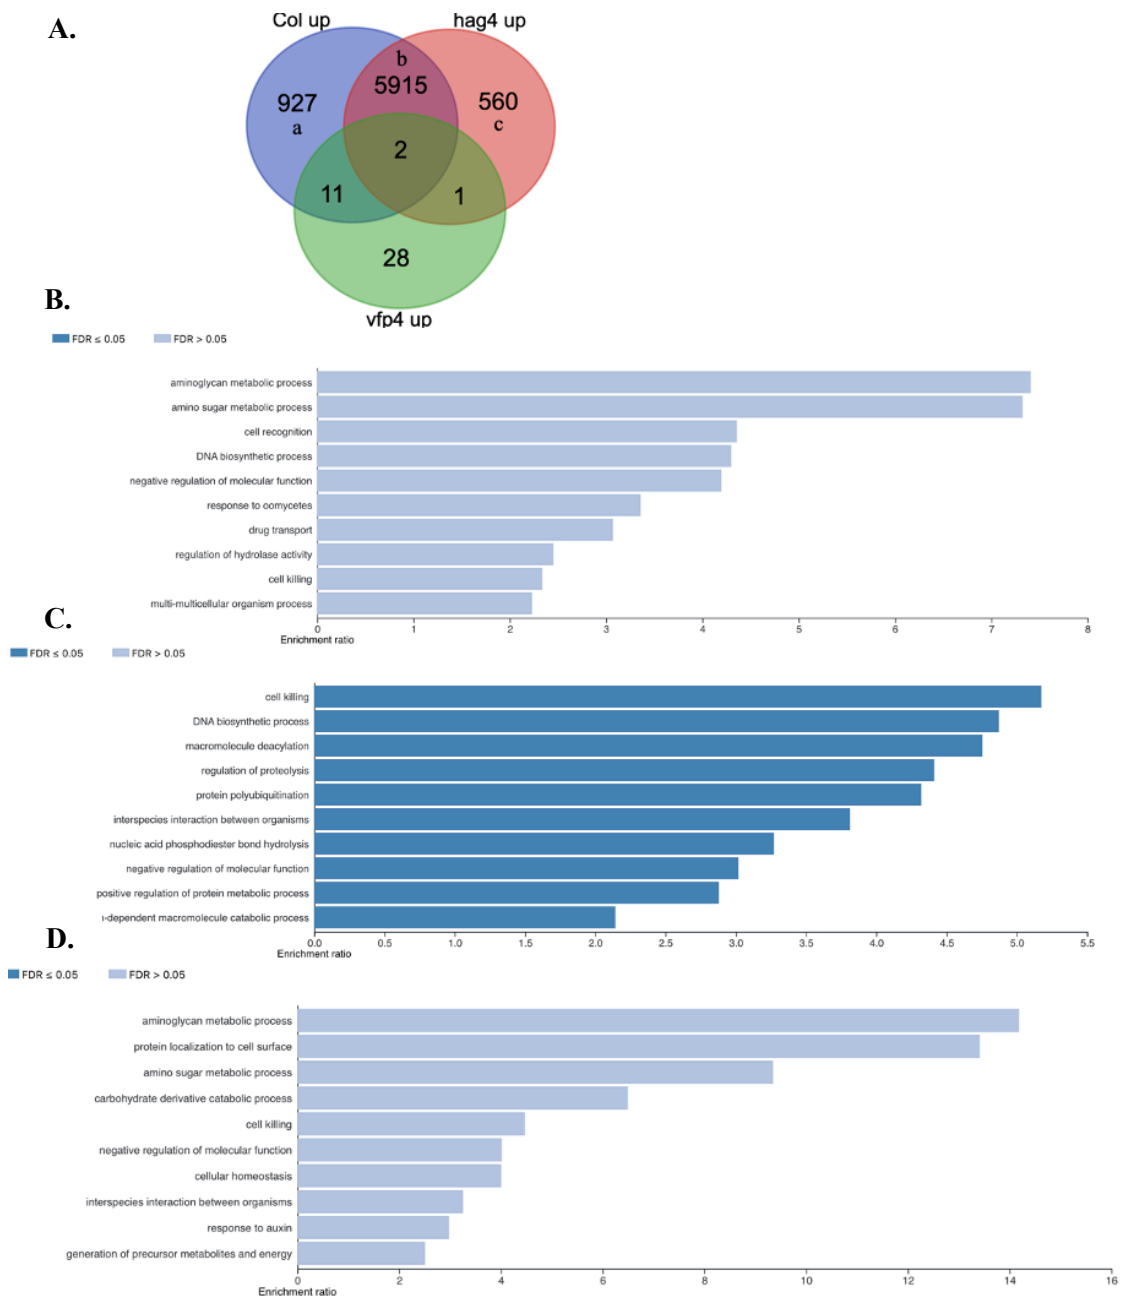 A.
Col up
hag4 up
b
5915
927
a
560
c
2
11
1
28
vfp4 up
B.
FDR ≤ 0.05
FDR > 0.05
aminoglycan metabolic process
amino sugar metabolic process
cell recognition
DNA biosynthetic process
negative regulation of molecular function
response to oomycetes
drug transport
regulation of hydrolase activity
cell killing
multi-multicellular organism process
0 1 2 3 4 5 6 7 8
Enrichment ratio
C.
FDR ≤ 0.05
FDR > 0.05
cell killing
DNA biosynthetic process
macromolecule deacylation
regulation of proteolysis
protein polyubiquitination
interspecies interaction between organisms
nucleic acid phosphodiester bond hydrolysis
negative regulation of molecular function
positive regulation of protein metabolic process
-dependent macromolecule catabolic process
0.0 0.5 1.0 1.5 2.0 2.5 3.0 3.5 4.0 4.5 5.0 5.5
Enrichment ratio
D.
FDR ≤ 0.05
FDR > 0.05
aminoglycan metabolic process
protein localization to cell surface
amino sugar metabolic process
carbohydrate derivative catabolic process
cell killing
negative regulation of molecular function
cellular homeostasis
interspecies interaction between organisms
response to auxin
generation of precursor metabolites and energy
0 2 4 6 8 10 12 14 16
Enrichment ratio